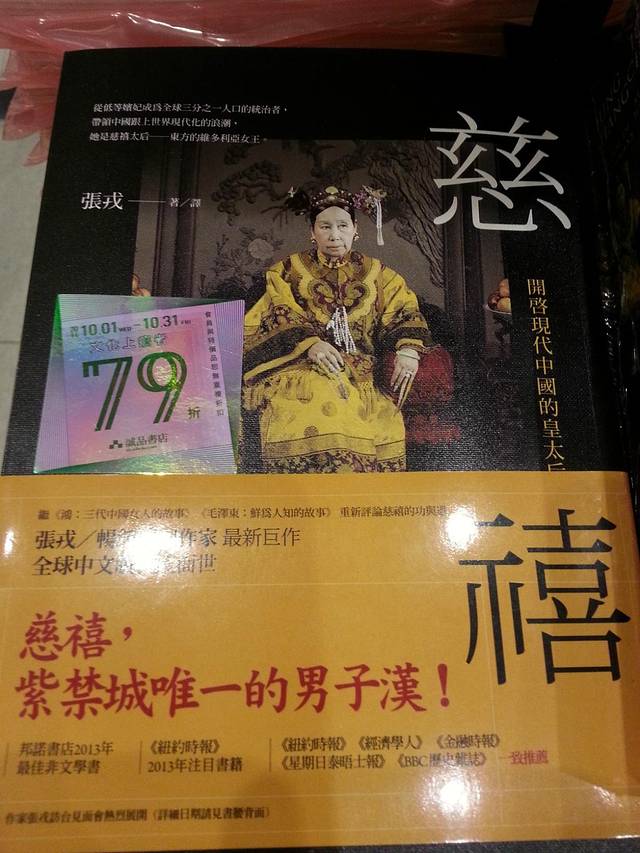 從低等嬪妃成為全球三分之一人口的統治者，
帶領中國跟上世界現代化的浪潮，
她是慈禧太后——東方的維多利亞女王。
慈
張戎——著／譯
開啓現代中國的皇太后
10.01 WED – 10.31 FRI
79折
誠品書店
禧
繼《鴻：三代中國女人的故事》《毛澤東：鮮為人知的故事》 重新評論慈禧的功與過
張戎／暢 作家 最新巨作
全球中文 問世
慈禧，
紫禁城唯一的男子漢！
邦諾書店2013年
最佳非文學書
《紐約時報》
2013年注目書籍
《紐約時報》《經濟學人》《金融時報》
《星期日泰晤士報》《BBC歷史雜誌》 一致推薦
作家張戎訪台見面會熱烈展開（詳細日期請見書腰背面）